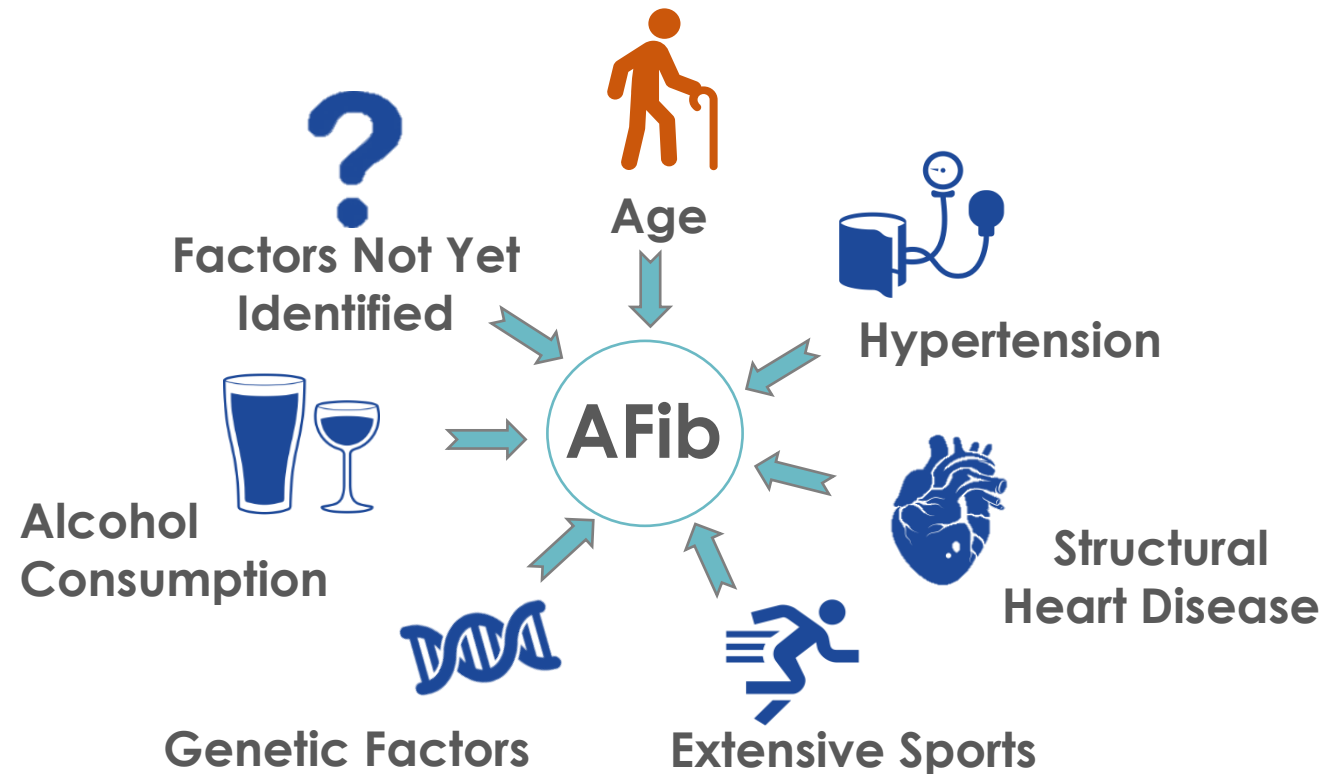 Age
Factors Not Yet
Identified
Hypertension
AFib
Alcohol
Consumption
Structural
Heart Disease
Genetic Factors
Extensive Sports